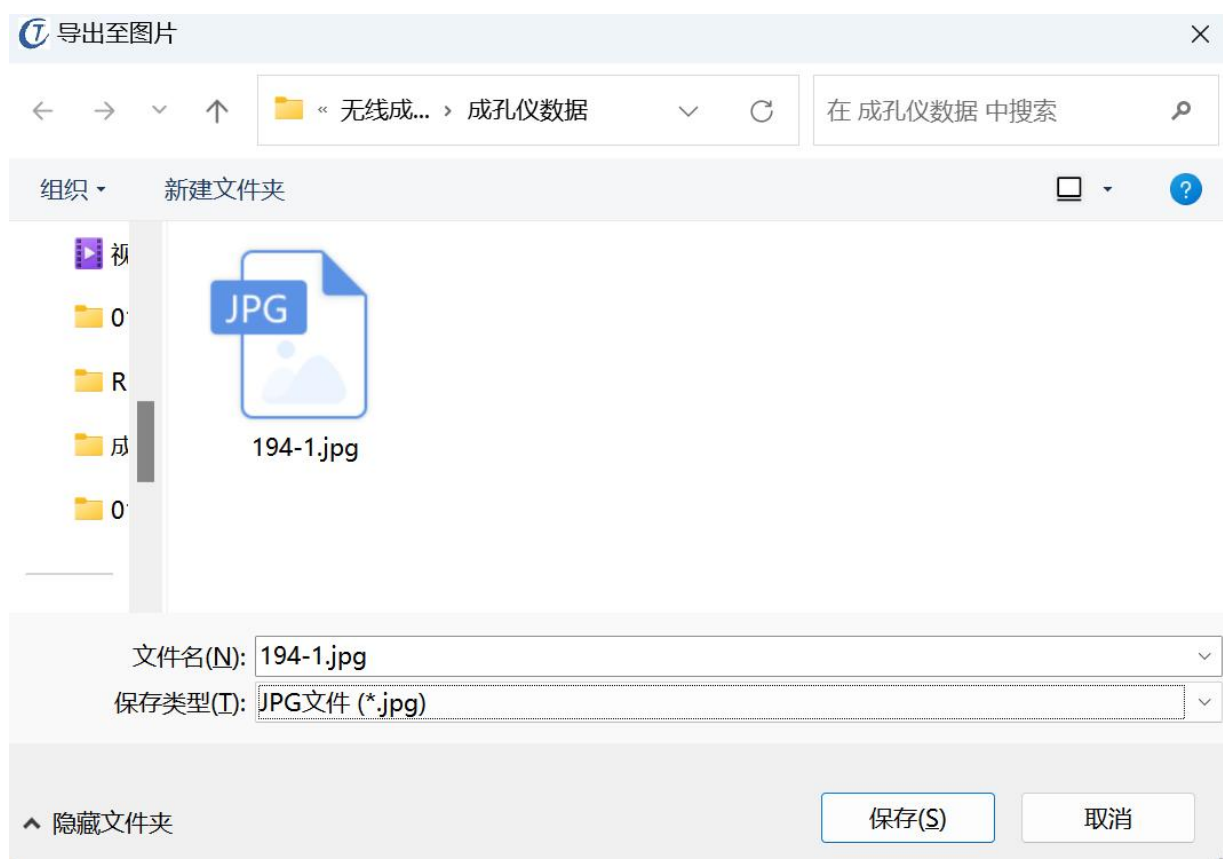 导出至图片
« 无线成... › 成孔仪数据
在 成孔仪数据 中搜索
组织
新建文件夹
视
JPG
R
成
194-1.jpg
文件名(N): 194-1.jpg
保存类型(T): JPG文件 (*.jpg)
隐藏文件夹
保存(S)
取消